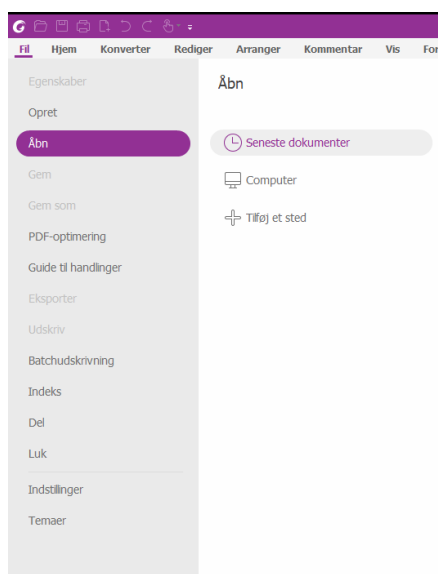 Fil Hjem Konverter Rediger Arranger Kommentar Vis For
Egenskaber
Opret
Åbn
Gem
Gem som
PDF-optimering
Guide til handlinger
Eksporter
Udskriv
Batchudskrivning
Indeks
Del
Luk
Indstillinger
Temaer
Åbn
Seneste dokumenter
Computer
Tilføj et sted